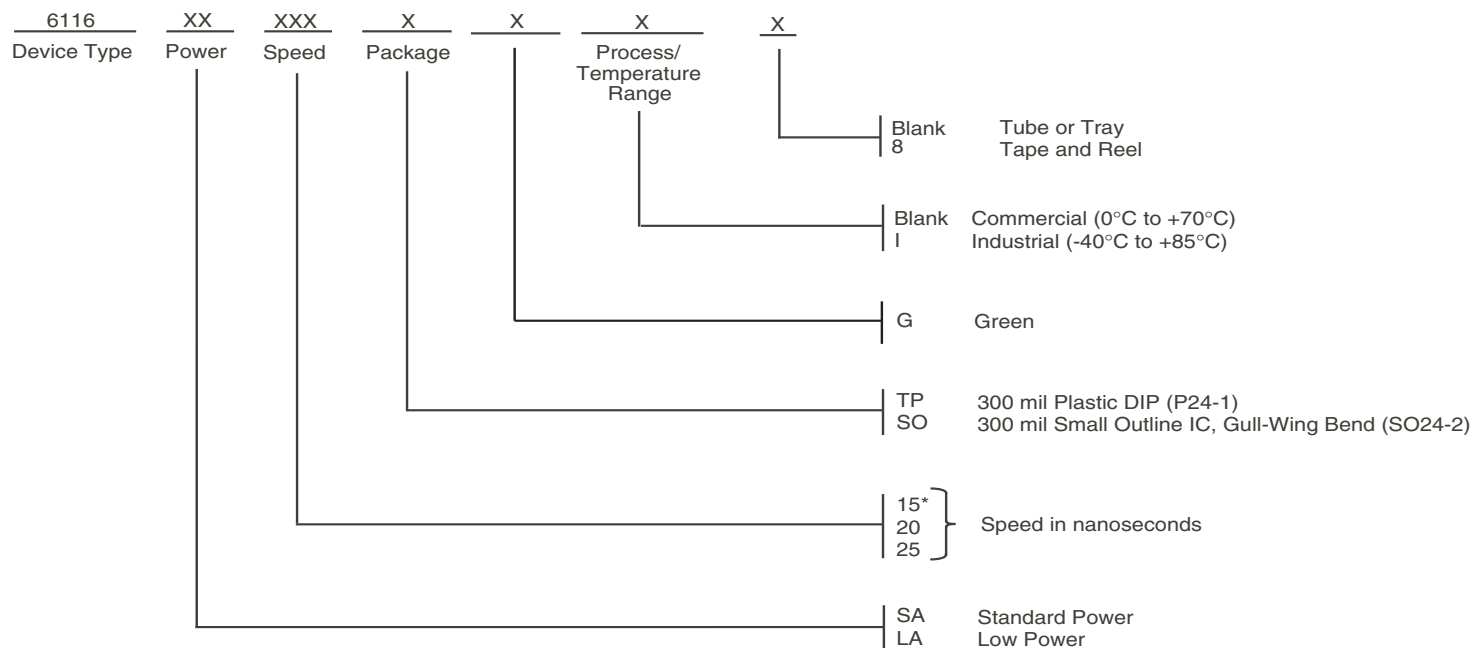 6116 XX XXX X X X X
Device Type Power Speed Package Process/
Temperature
Range
Blank Tube or Tray
8 Tape and Reel
Blank Commercial (0°C to +70°C)
I Industrial (-40°C to +85°C)
G Green
TP 300 mil Plastic DIP (P24-1)
SO 300 mil Small Outline IC, Gull-Wing Bend (SO24-2)
15*
20 Speed in nanoseconds
25
SA Standard Power
LA Low Power